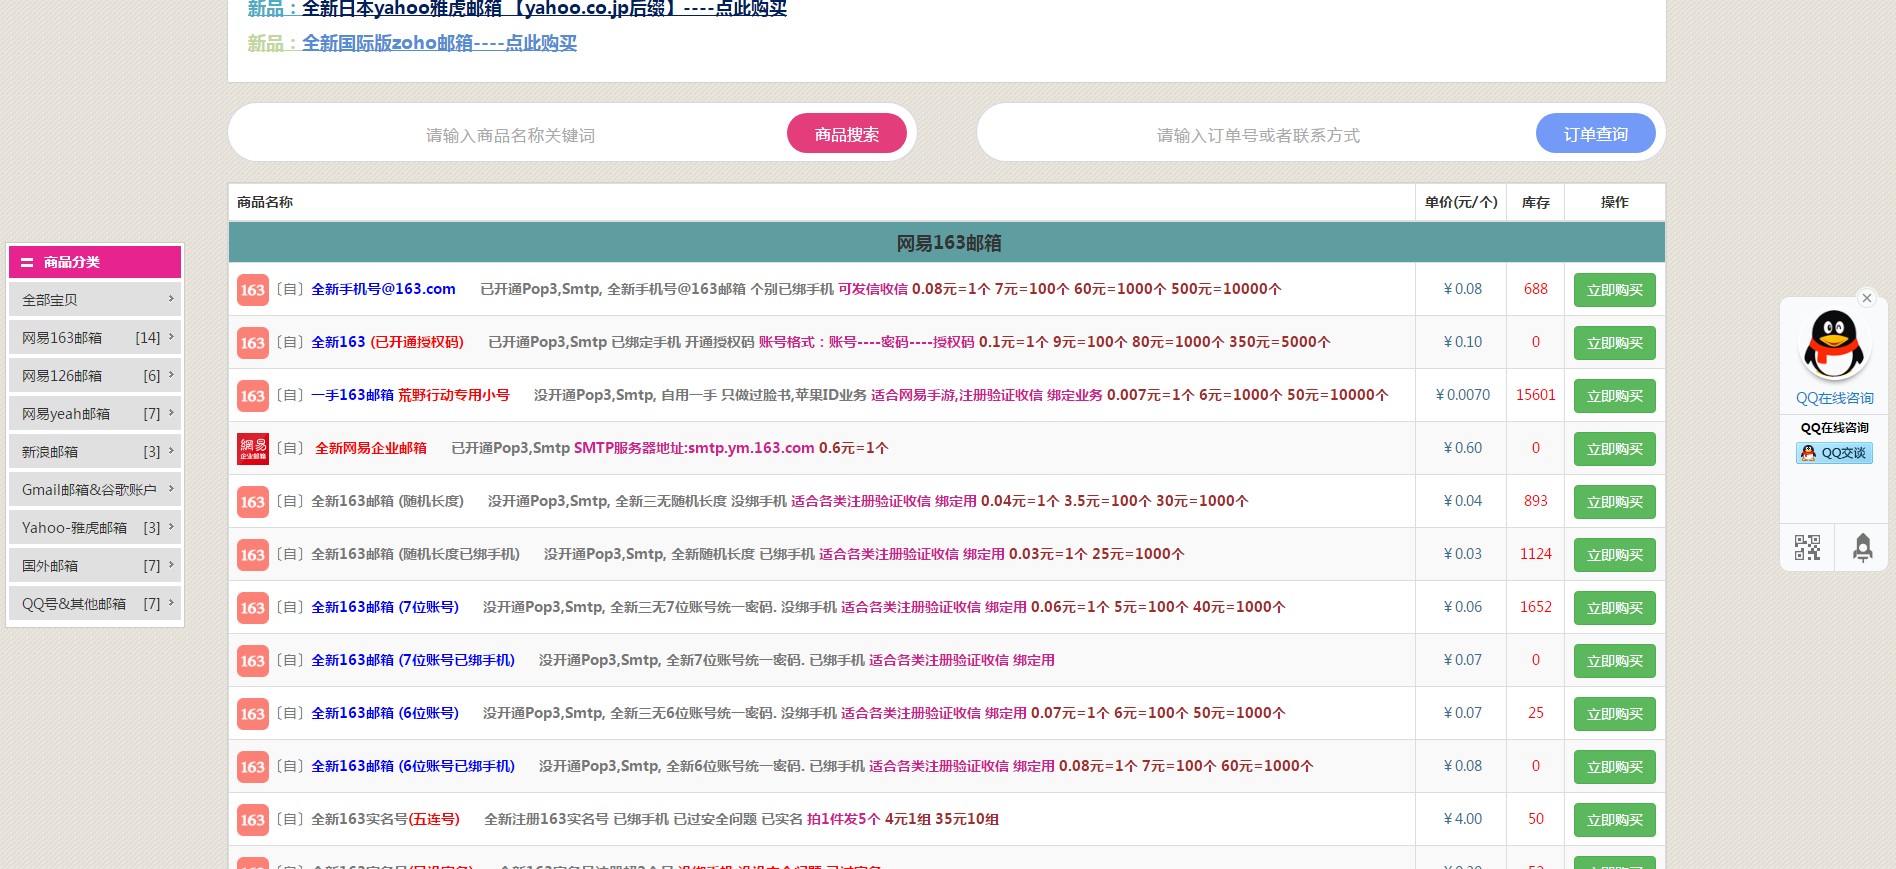 新品：全新日本yahoo雅虎邮箱 【yahoo.co.jp后缀】----点此购买
新品：全新国际版zoho邮箱----点此购买
请输入商品名称关键词 商品搜索 请输入订单号或者联系方式 订单查询
商品名称 单价(元/个) 库存 操作
网易163邮箱
163〔自〕全新手机号@163.com 已开通Pop3,Smtp, 全新手机号@163邮箱 个别已绑手机 可发信收信 0.08元=1个 7元=100个 60元=1000个 500元=10000个 ￥0.08 688 立即购买
163〔自〕全新163 (已开通授权码) 已开通Pop3,Smtp 已绑定手机 开通授权码 账号格式：账号----密码----授权码 0.1元=1个 9元=100个 80元=1000个 350元=5000个 ￥0.10 0 立即购买
163〔自〕一手163邮箱 荒野行动专用小号 没开通Pop3,Smtp, 自用一手 只做过脸书,苹果ID业务 适合网易手游,注册验证收信 绑定业务 0.007元=1个 6元=1000个 50元=10000个 ￥0.0070 15601 立即购买
網易 企业邮箱〔自〕 全新网易企业邮箱 已开通Pop3,Smtp SMTP服务器地址:smtp.ym.163.com 0.6元=1个 ￥0.60 0 立即购买
163〔自〕全新163邮箱 (随机长度) 没开通Pop3,Smtp, 全新三无随机长度 没绑手机 适合各类注册验证收信 绑定用 0.04元=1个 3.5元=100个 30元=1000个 ￥0.04 893 立即购买
163〔自〕全新163邮箱 (随机长度已绑手机) 没开通Pop3,Smtp, 全新随机长度 已绑手机 适合各类注册验证收信 绑定用 0.03元=1个 25元=1000个 ￥0.03 1124 立即购买
163〔自〕全新163邮箱 (7位账号) 没开通Pop3,Smtp, 全新三无7位账号统一密码. 没绑手机 适合各类注册验证收信 绑定用 0.06元=1个 5元=100个 40元=1000个 ￥0.06 1652 立即购买
163〔自〕全新163邮箱 (7位账号已绑手机) 没开通Pop3,Smtp, 全新7位账号统一密码. 已绑手机 适合各类注册验证收信 绑定用 ￥0.07 0 立即购买
163〔自〕全新163邮箱 (6位账号) 没开通Pop3,Smtp, 全新三无6位账号统一密码. 没绑手机 适合各类注册验证收信 绑定用 0.07元=1个 6元=100个 50元=1000个 ￥0.07 25 立即购买
163〔自〕全新163邮箱 (6位账号已绑手机) 没开通Pop3,Smtp, 全新6位账号统一密码. 已绑手机 适合各类注册验证收信 绑定用 0.08元=1个 7元=100个 60元=1000个 ￥0.08 0 立即购买
163〔自〕全新163实名号(五连号) 全新注册163实名号 已绑手机 已过安全问题 已实名 拍1件发5个 4元1组 35元10组 ￥4.00 50 立即购买
商品分类
全部宝贝
网易163邮箱 [14]
网易126邮箱 [6]
网易yeah邮箱 [7]
新浪邮箱 [3]
Gmail邮箱&谷歌账户
Yahoo-雅虎邮箱 [3]
国外邮箱 [7]
QQ号&其他邮箱 [7]
QQ在线咨询
QQ在线咨询
QQ交谈